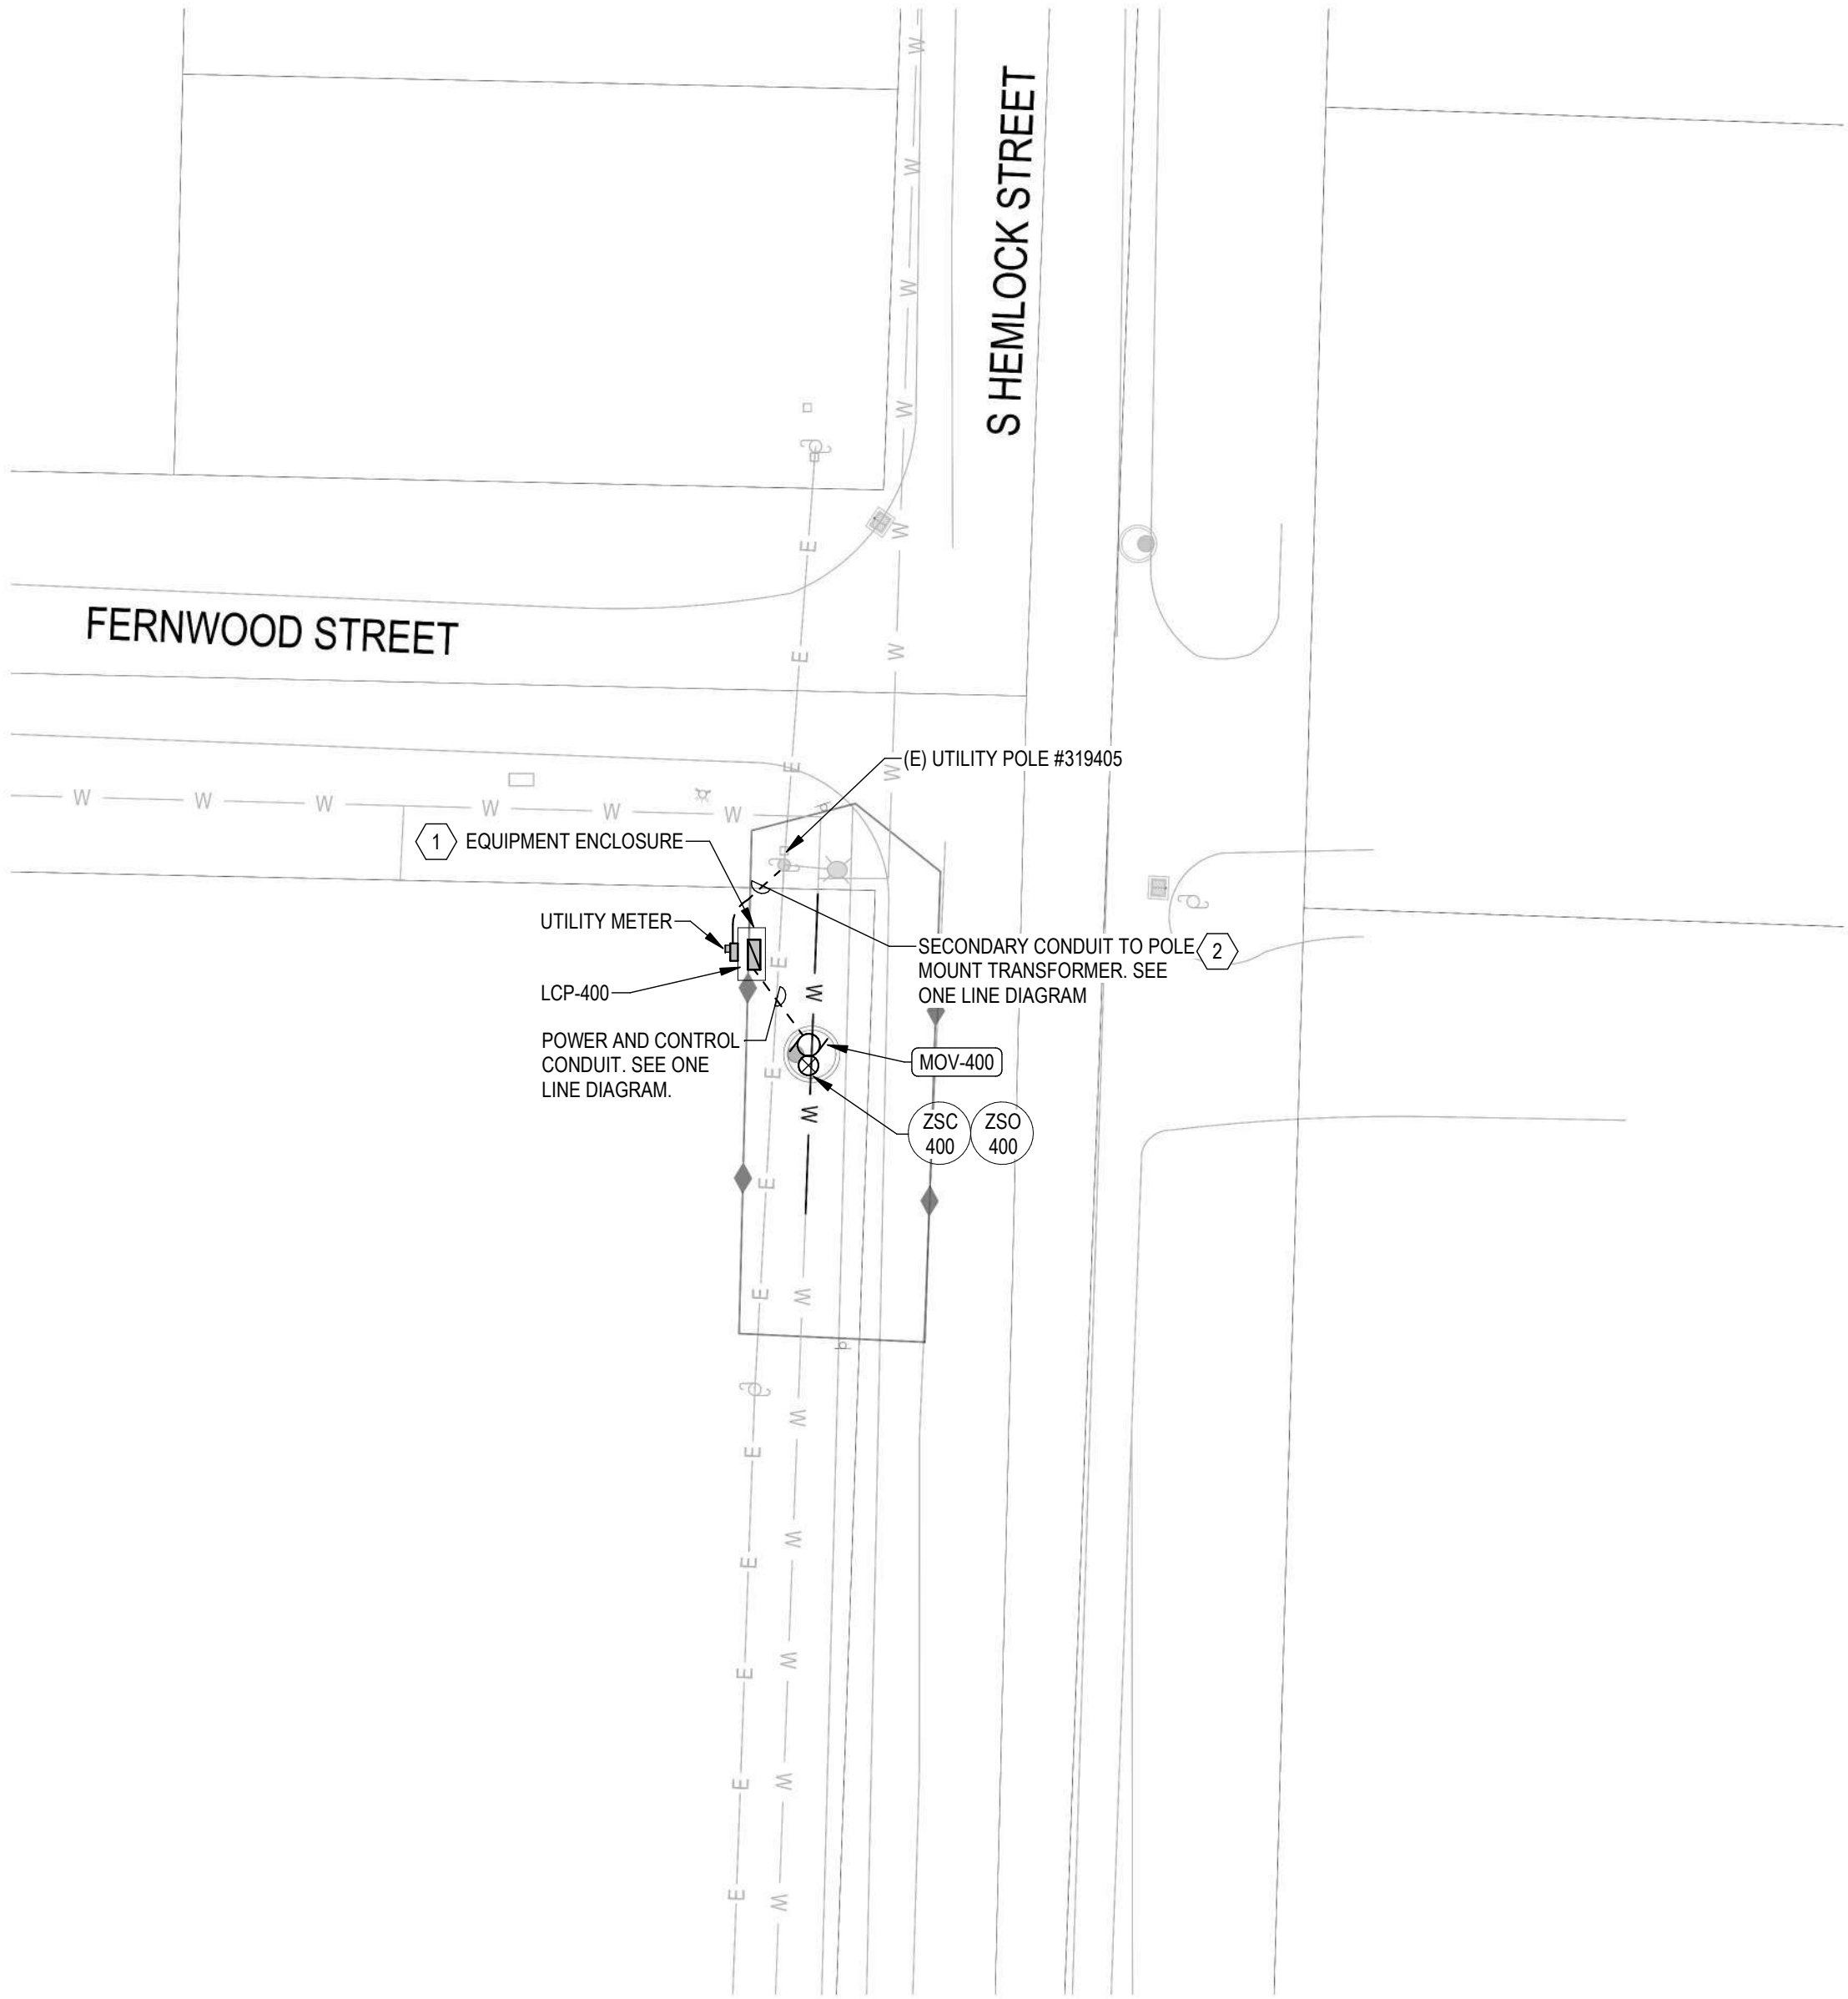 S HEMLOCK STREET
FERNWOOD STREET
(E) UTILITY POLE #319405
1 EQUIPMENT ENCLOSURE
UTILITY METER
SECONDARY CONDUIT TO POLE 2
MOUNT TRANSFORMER. SEE
ONE LINE DIAGRAM
LCP-400
POWER AND CONTROL
CONDUIT. SEE ONE
LINE DIAGRAM.
MOV-400
ZSC
400
ZSO
400
W W W W W W
W W W W W W W
E E E E E E E E E E E E
W W
W W W W W W